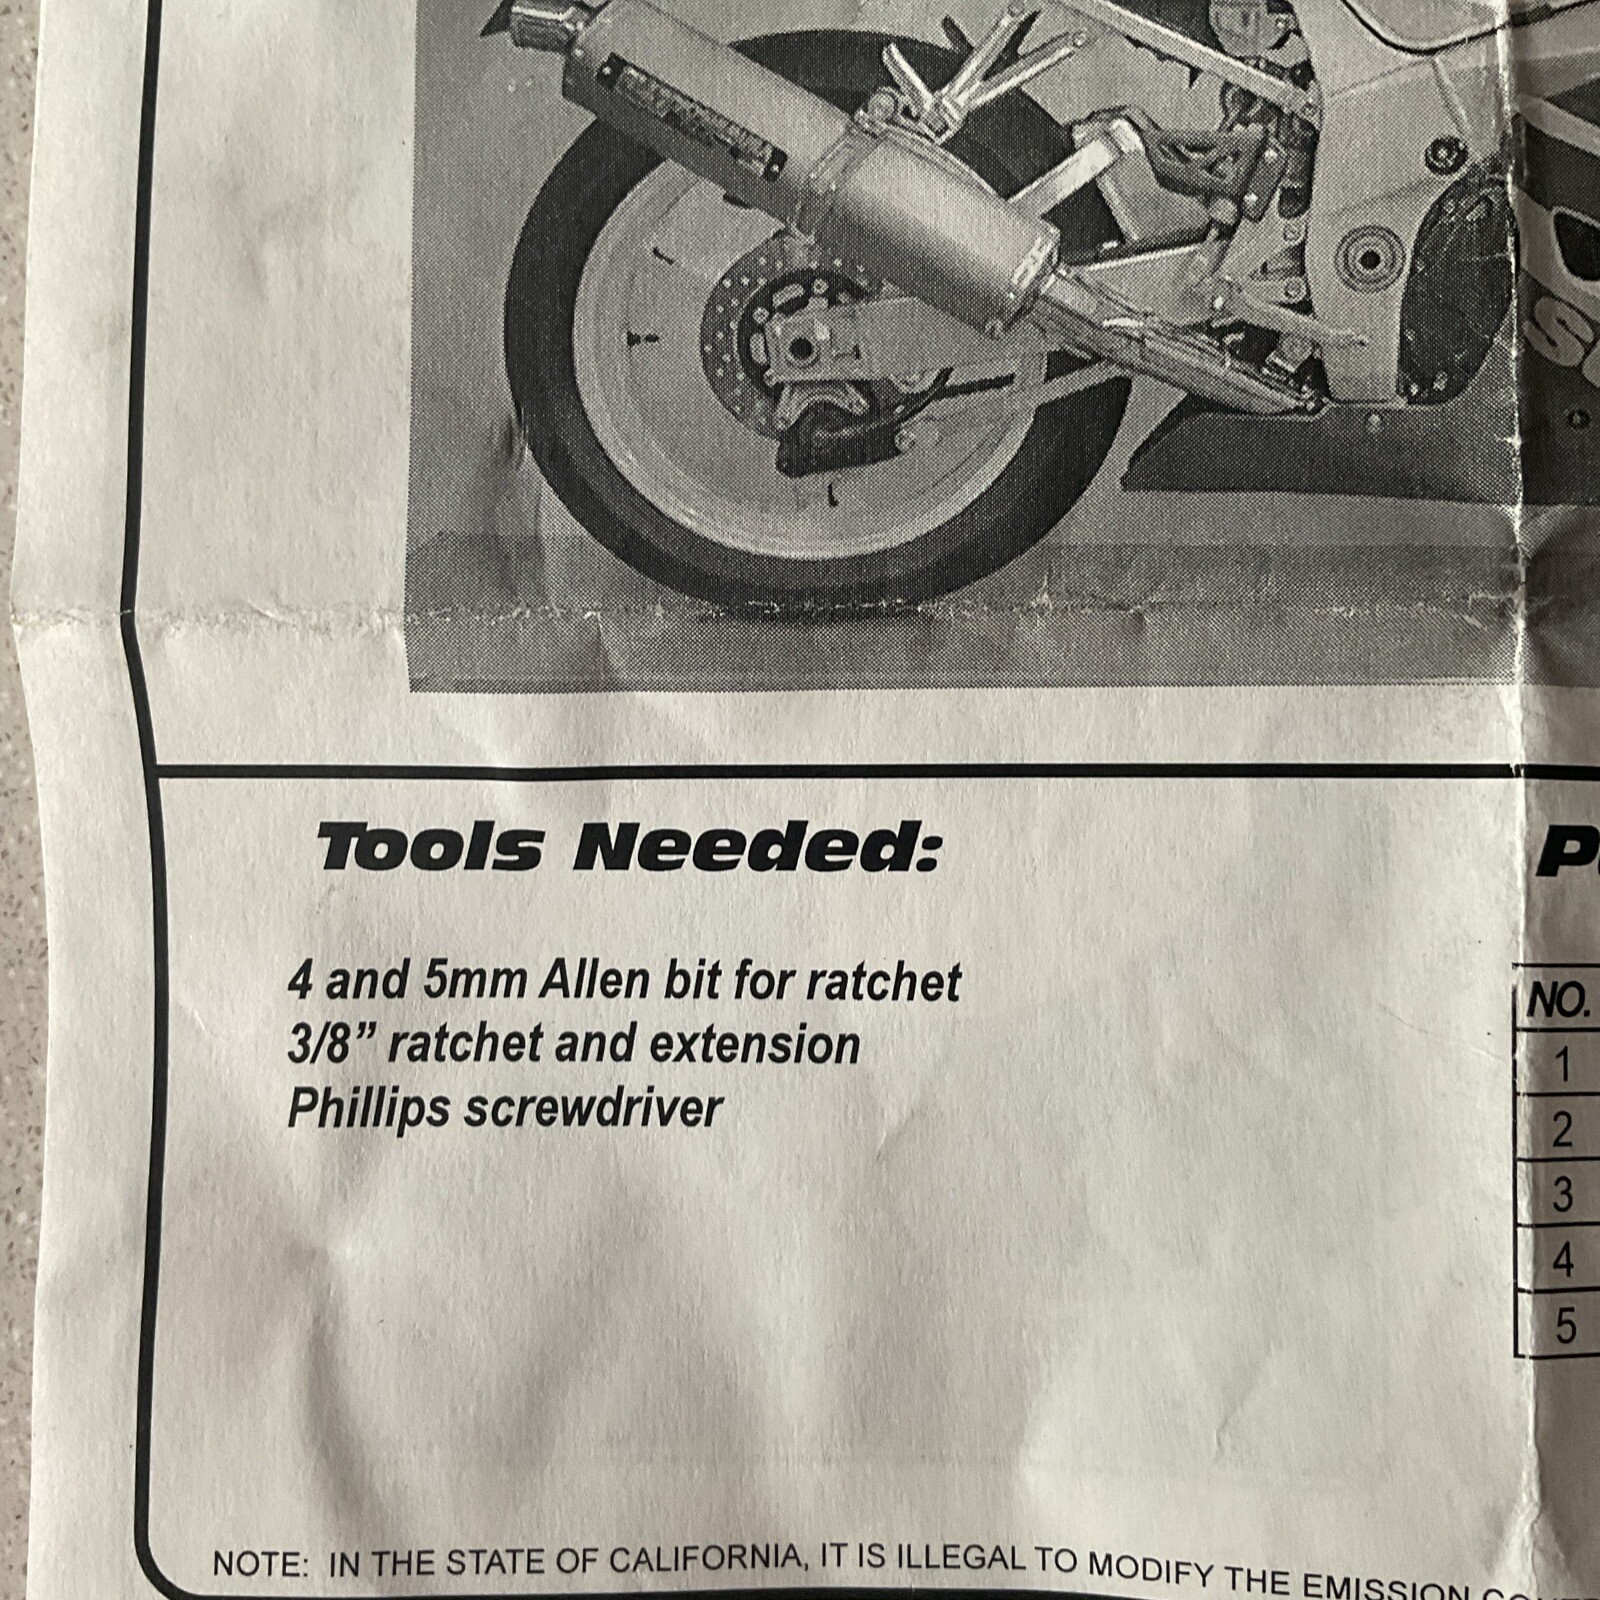 Tools Needed:
4 and 5mm Allen bit for ratchet
3/8” ratchet and extension
Phillips screwdriver
NO.
1
2
3
4
5
NOTE: IN THE STATE OF CALIFORNIA, IT IS ILLEGAL TO MODIFY THE EMISSION